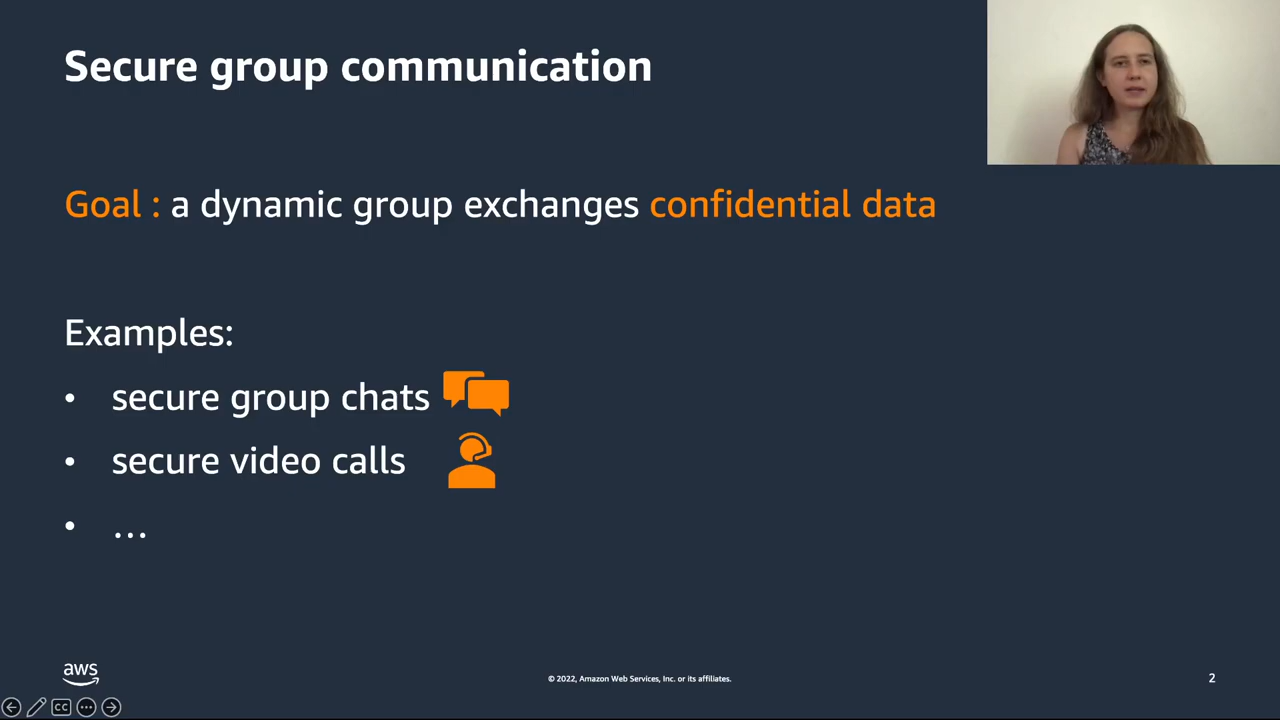 Secure group communication
Goal : a dynamic group exchanges confidential data
Examples:
• secure group chats
• secure video calls
• ...
aws
© 2022, Amazon Web Services, Inc. or its affiliates.
2
CC